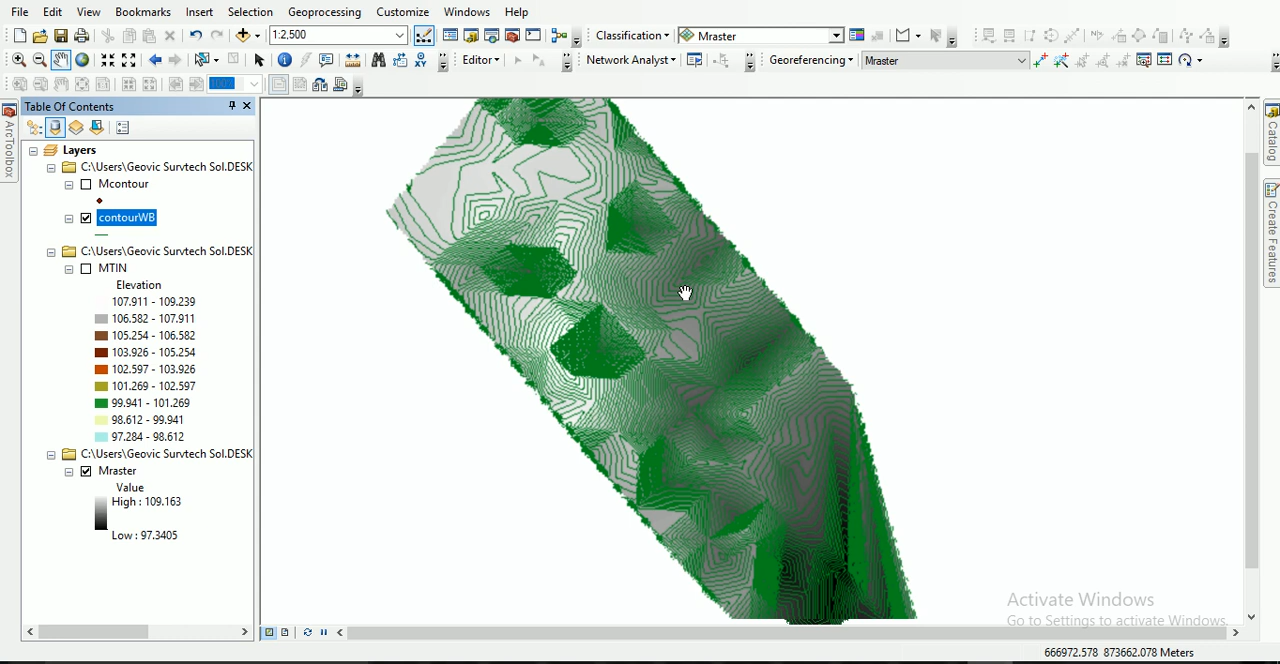 File Edit View Bookmarks Insert Selection Geoprocessing Customize Windows Help
1:2,500 Classification Mraster
Editor Network Analyst Georeferencing Mraster
100%
Table Of Contents
ArcToolbox
Catalog
Create Features
Layers
C:\Users\Geovic Survtech Sol.DESK
Mcontour
contourWB
C:\Users\Geovic Survtech Sol.DESK
MTIN
Elevation
107.911 - 109.239
106.582 - 107.911
105.254 - 106.582
103.926 - 105.254
102.597 - 103.926
101.269 - 102.597
99.941 - 101.269
98.612 - 99.941
97.284 - 98.612
C:\Users\Geovic Survtech Sol.DESK
Mraster
Value
High : 109.163
Low : 97.3405
Activate Windows
Go to Settings to activate Windows.
666972.578 873662.078 Meters